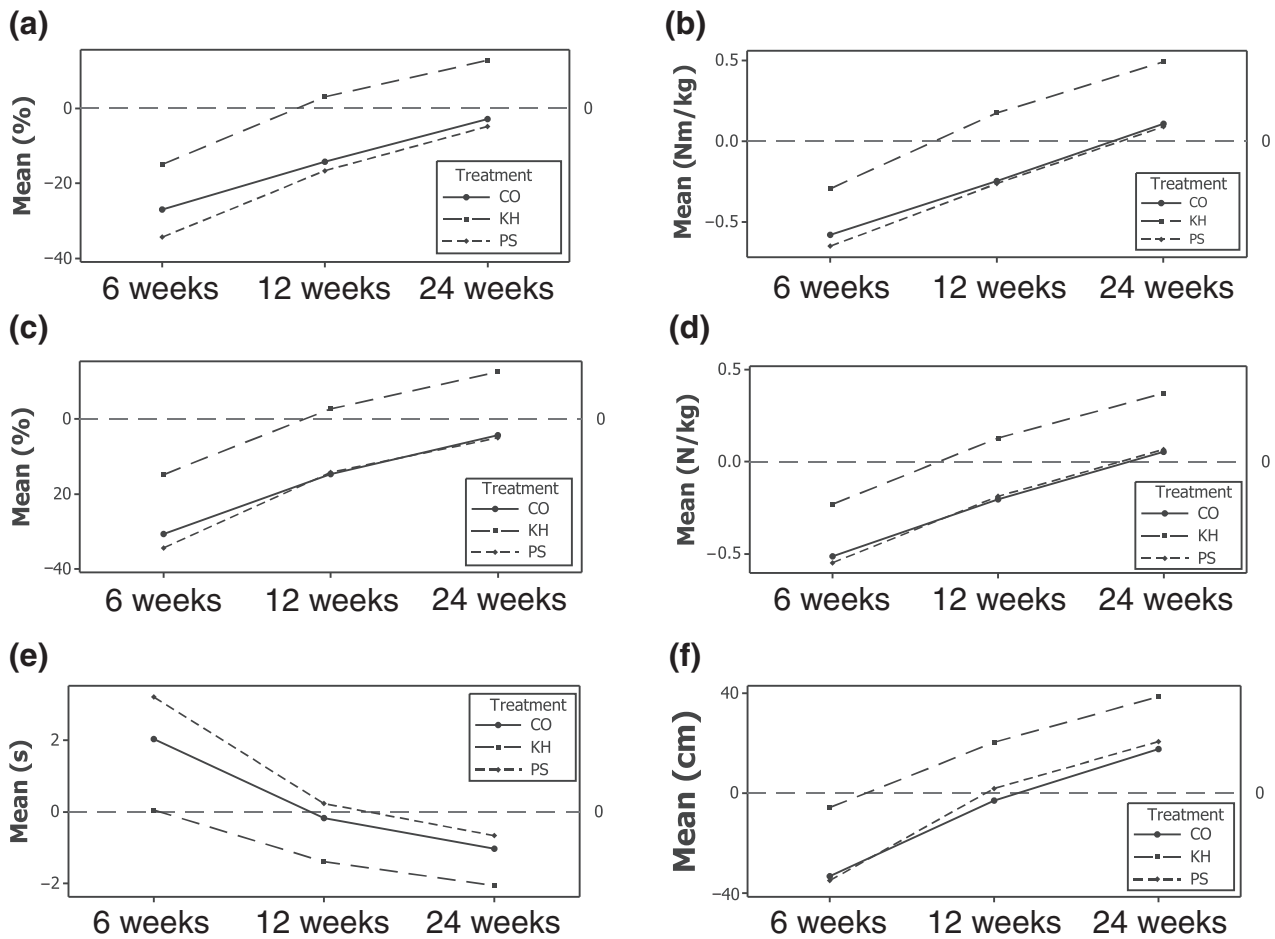 (a)
Mean (%)
0
−20
−40
0
Treatment
CO
KH
PS
6 weeks 12 weeks 24 weeks
(b)
Mean (Nm/kg)
0.5
0.0
−0.5
0
Treatment
CO
KH
PS
6 weeks 12 weeks 24 weeks
(c)
Mean (%)
0
20
−40
0
Treatment
CO
KH
PS
6 weeks 12 weeks 24 weeks
(d)
Mean (N/kg)
0.5
0.0
−0.5
0
Treatment
CO
KH
PS
6 weeks 12 weeks 24 weeks
(e)
Mean (s)
2
0
−2
0
Treatment
CO
KH
PS
6 weeks 12 weeks 24 weeks
(f)
Mean (cm)
40
0
−40
0
Treatment
CO
KH
PS
6 weeks 12 weeks 24 weeks